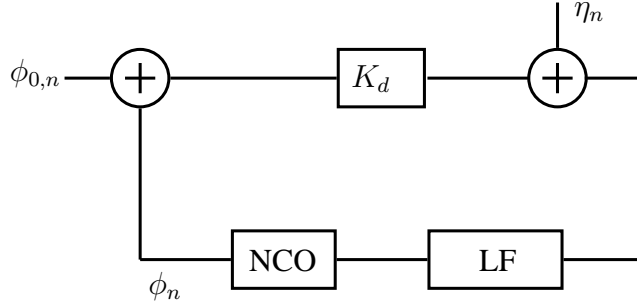 η_n
ϕ_{0,n} + K_d +
NCO LF
ϕ_n